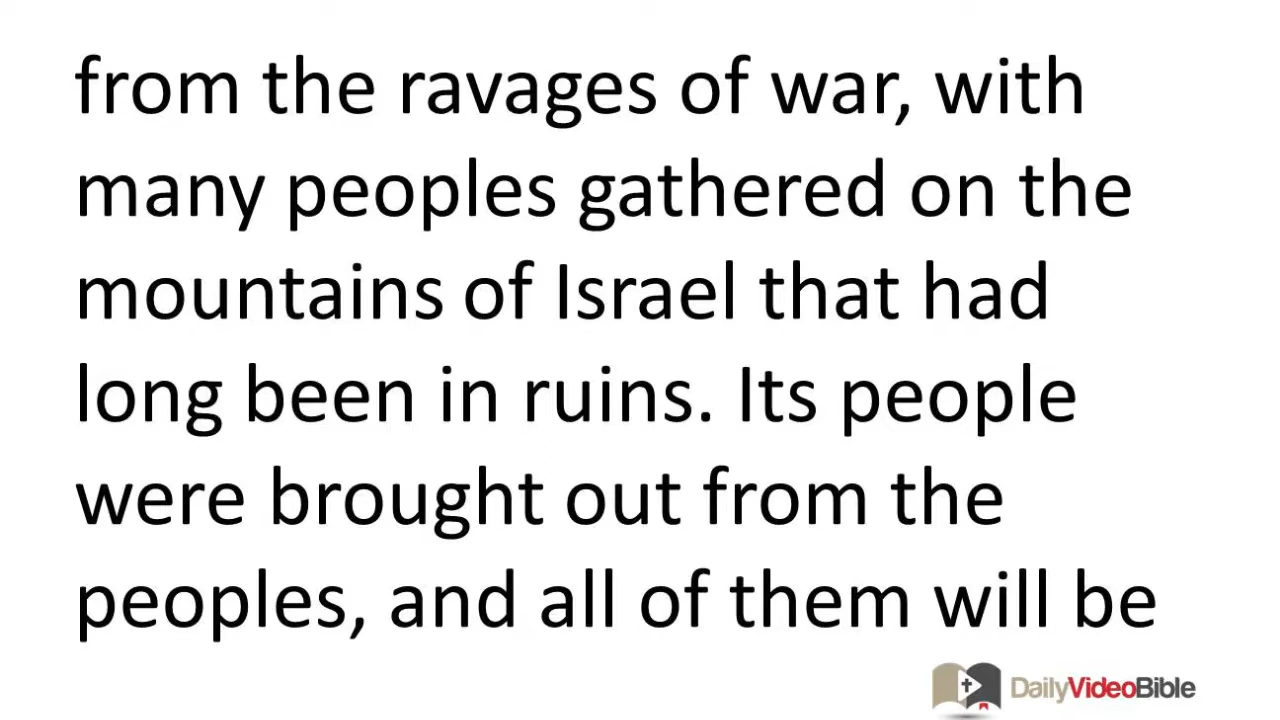 from the ravages of war, with
many peoples gathered on the
mountains of Israel that had
long been in ruins. Its people
were brought out from the
peoples, and all of them will be
DailyVideoBible